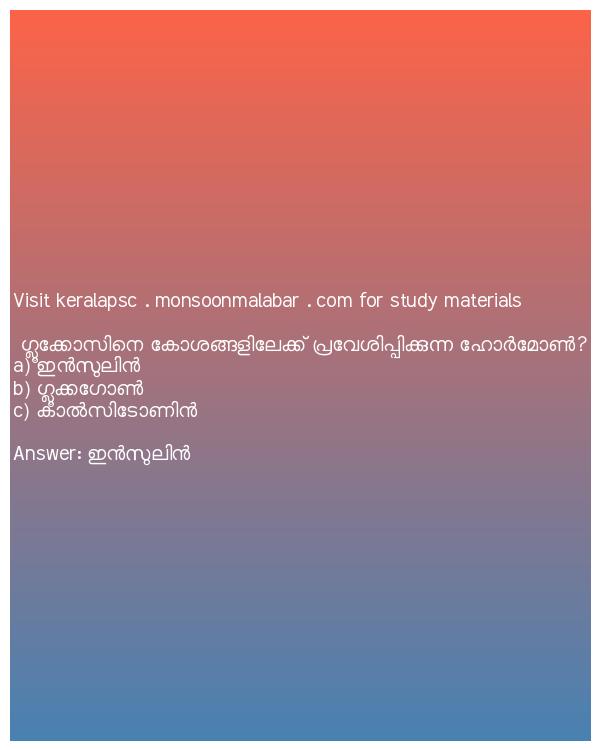 Visit keralapsc . monsoonmalabar . com for study materials
ഗ്ലൂക്കോസിനെ കോശങ്ങളിലേക്ക് പ്രവേശിപ്പിക്കുന്ന ഹോർമോൺ?
a) ഇൻസുലിൻ
b) ഗ്ലൂക്കഗോൺ
c) കാൽസിടോണിൻ
Answer: ഇൻസുലിൻ